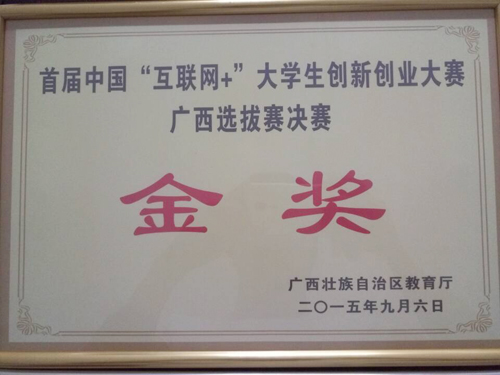 首届中国“互联网+”大学生创新创业大赛
广西选拔赛决赛
金奖
广西壮族自治区教育厅
二〇一五年九月六日